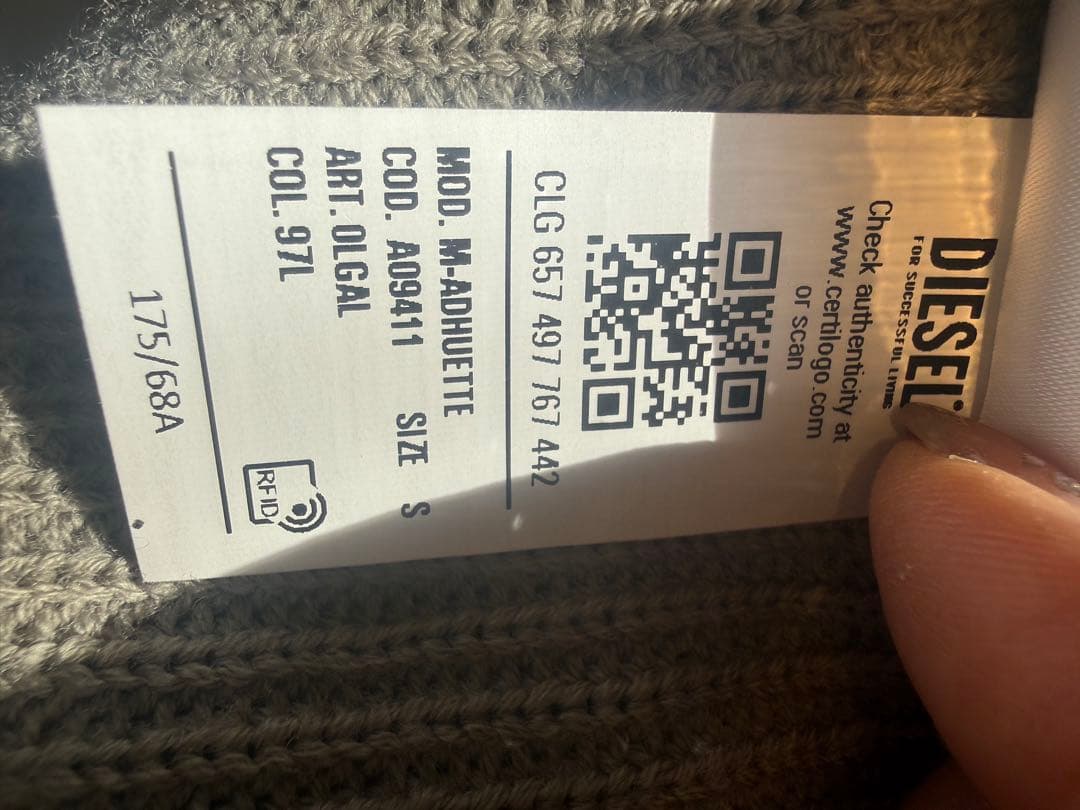 DIESEL
FOR SUCCESSFUL LIVING
Check authenticity at
www.certilogo.com
or scan
CLG 657 497 767 442
MOD. M-ADHUETTE
COD. A09411 SIZE S
ART. OLGAL
COL. 97L
RFID
175/68A